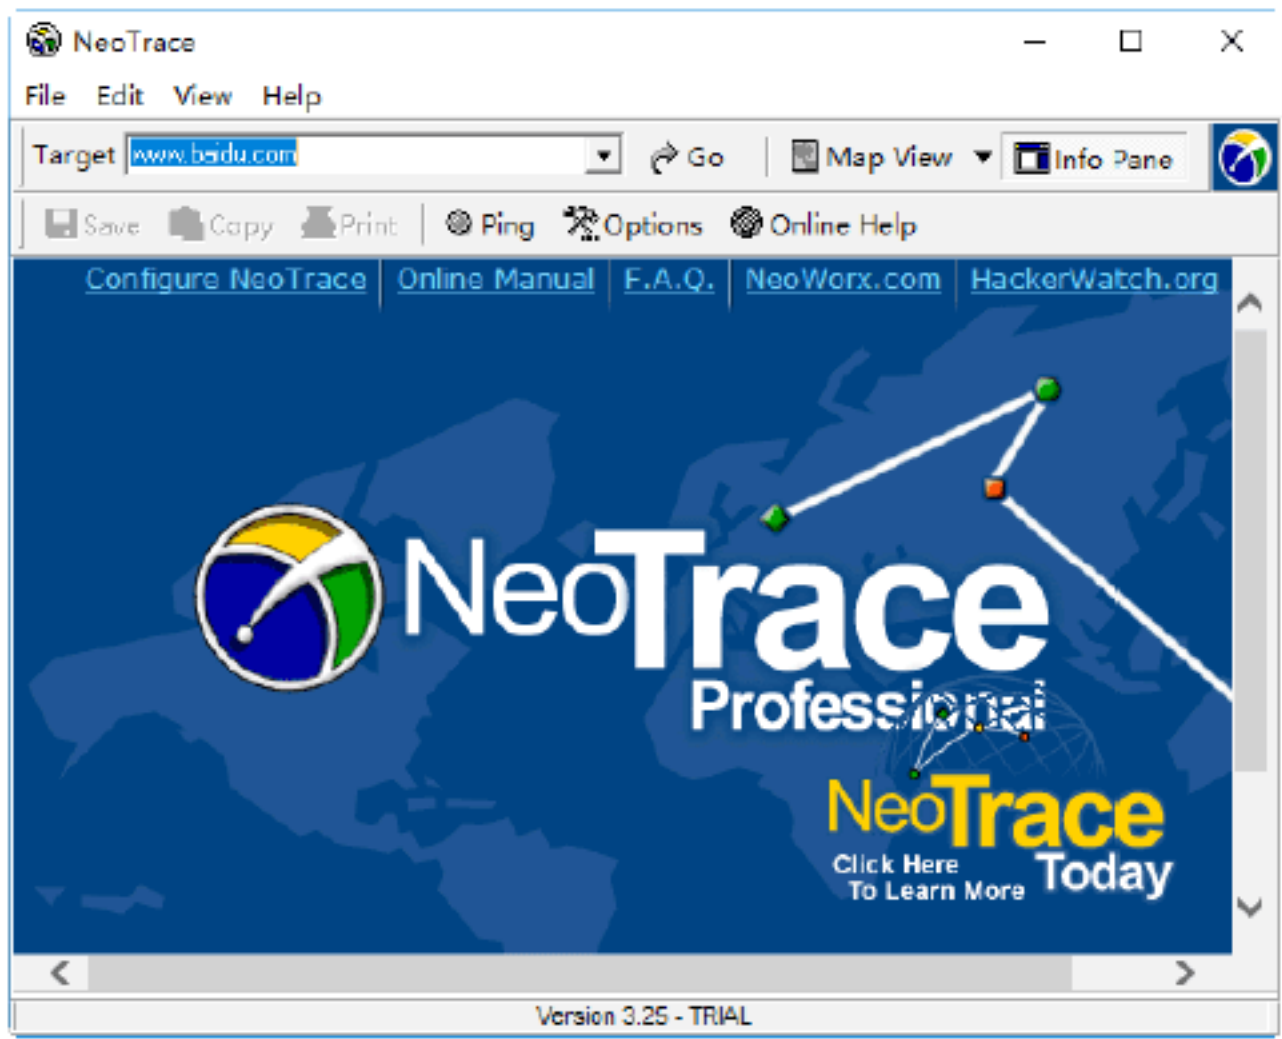 NeoTrace
File Edit View Help
Target www.baidu.com Go Map View Info Pane
Save Copy Print Ping Options Online Help
Configure NeoTrace Online Manual F.A.Q. NeoWorx.com HackerWatch.org
NeoTrace
Professional
NeoTrace
Today
Click Here
To Learn More
Version 3.25 - TRIAL